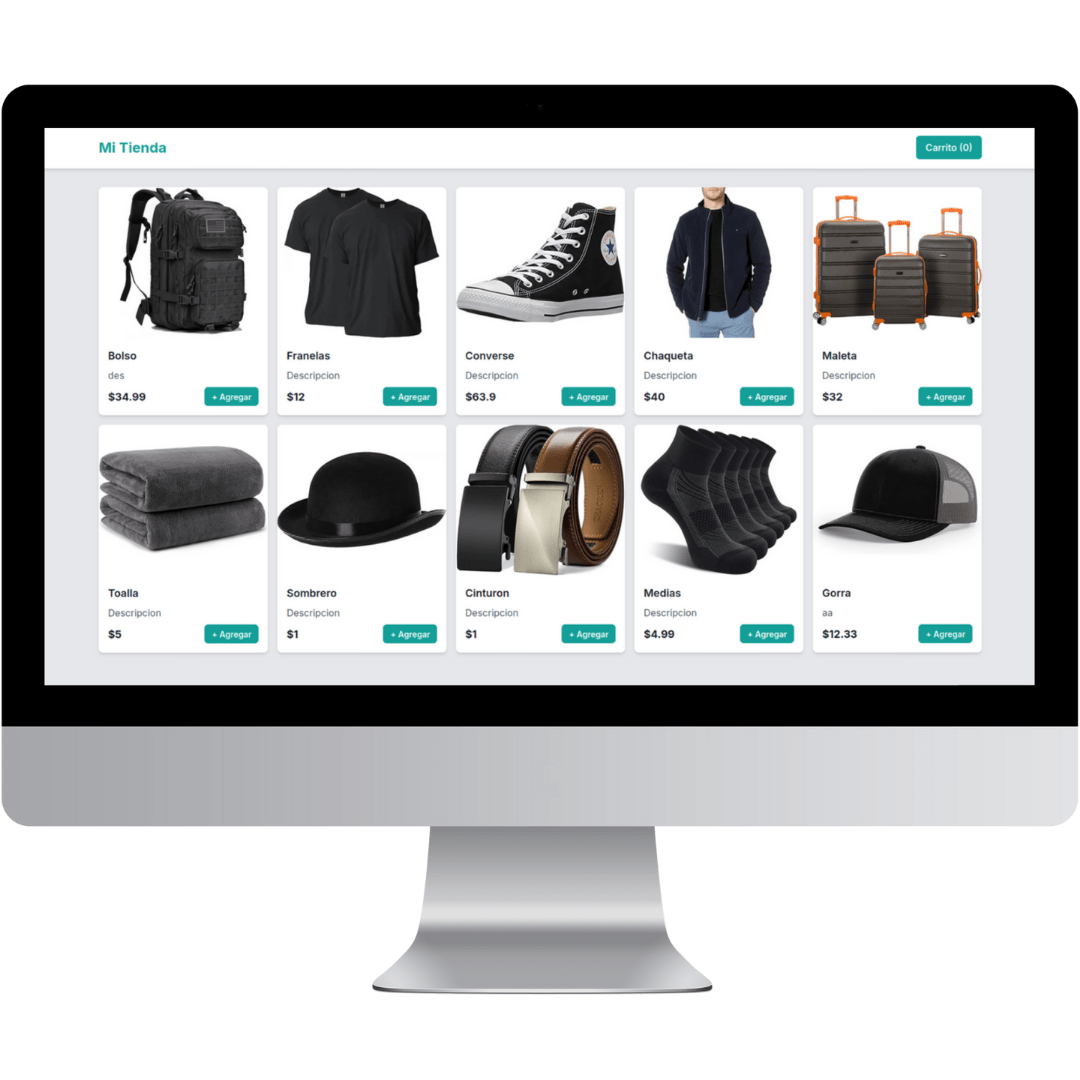 Mi Tienda
Carrito (0)
Bolso
des
$34.99
+ Agregar
Franelas
Descripcion
$12
+ Agregar
Converse
Descripcion
$63.9
+ Agregar
Chaqueta
Descripcion
$40
+ Agregar
Maleta
Descripcion
$32
+ Agregar
Toalla
Descripcion
$5
+ Agregar
Sombrero
Descripcion
$1
+ Agregar
Cinturon
Descripcion
$1
+ Agregar
Medias
Descripcion
$4.99
+ Agregar
Gorra
aa
$12.33
+ Agregar